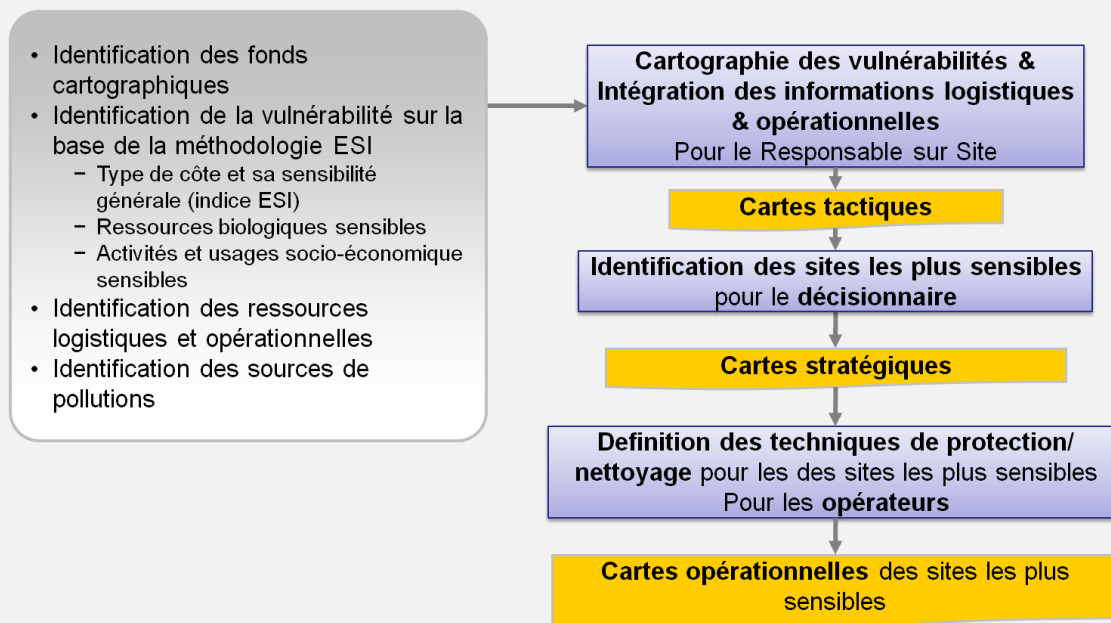 • Identification des fonds
cartographiques
• Identification de la vulnérabilité sur la
base de la méthodologie ESI
− Type de côte et sa sensibilité
générale (indice ESI)
− Ressources biologiques sensibles
− Activités et usages socio-économique
sensibles
• Identification des ressources
logistiques et opérationnelles
• Identification des sources de
pollutions
Cartographie des vulnérabilités &
Intégration des informations logistiques
& opérationnelles
Pour le Responsable sur Site
Cartes tactiques
Identification des sites les plus sensibles
pour le décisionnaire
Cartes stratégiques
Definition des techniques de protection/
nettoyage pour les des sites les plus sensibles
Pour les opérateurs
Cartes opérationnelles des sites les plus
sensibles